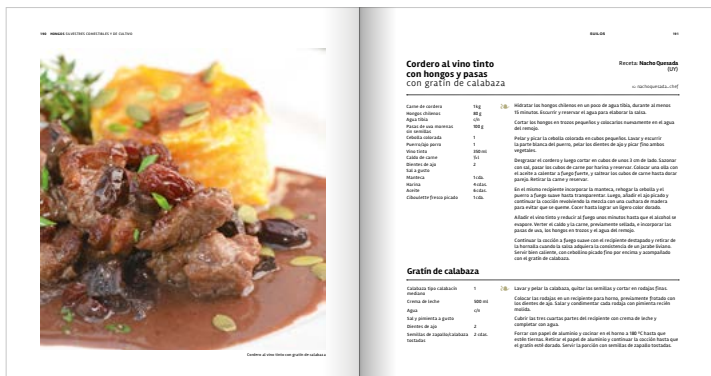 180 HONGOS SILVESTRES COMESTIBLES Y DE CULTIVO
Cordero al vino tinto con gratín de calabaza
SUILOR
181
Cordero al vino tinto
con hongos y pasas
con gratín de calabaza
Receta: Nacho Quesada
(UY)
nachoquesada_chef
Carne de cordero 1 kg
Hongos chilenos 80 g
Agua tibia c/n
Pasas de uva morenas 100 g
sin semillas
Cebolla colorada 1
Puerro/ajo porro 1
Vino tinto 350 ml
Caldo de carne
Dientes de ajo 2
Sal a gusto
Manteca 1 cda.
Harina 4 cdas.
Aceite 4 cdas.
Ciboulette fresco picado 1 cda.
Hidratar los hongos chilenos en un poco de agua tibia, durante al menos
15 minutos. Escurrir y reservar el agua para elaborar la salsa.
Cortar los hongos en trozos pequeños y colocarlos nuevamente en el agua
del remojo.
Pelar y picar la cebolla colorada en cubos pequeños. Lavar y escurrir
la parte blanca del puerro, pelar los dientes de ajo y picar fino ambos
vegetales.
Desgrasar el cordero y luego cortar en cubos de unos 3 cm de lado. Sazonar
con sal, pasar los cubos de carne por harina y reservar. Colocar una olla con
el aceite a calentar a fuego fuerte, y saltear los cubos de carne hasta dorar
parejo. Retirar la carne y reservar.
En el mismo recipiente incorporar la manteca, rehogar la cebolla y el
puerro a fuego suave hasta transparentar. Luego, añadir el ajo picado y
continuar la cocción revolviendo la mezcla con una cuchara de madera
para evitar que se queme. Cocer hasta lograr un ligero color dorado.
Añadir el vino tinto y reducir al fuego unos minutos hasta que el alcohol se
evapore. Verter el caldo y la carne, previamente sellada, e incorporar las
pasas de uva, los hongos en trozos y el agua del remojo.
Continuar la cocción a fuego suave con el recipiente destapado y retirar de
la hornalla cuando la salsa adquiera la consistencia de un jarabe liviano.
Servir bien caliente, con cebollino picado fino por encima y acompañado
con el gratín de calabaza.
Gratín de calabaza
Calabaza tipo calabacín 1
mediano
Crema de leche 500 ml
Agua c/n
Sal y pimienta a gusto
Dientes de ajo 2
Semillas de zapallo/calabaza 2 cdas.
tostadas
Lavar y pelar la calabaza, quitar las semillas y cortar en rodajas finas.
Colocar las rodajas en un recipiente para horno, previamente frotado con
los dientes de ajo. Salar y condimentar cada rodaja con pimienta recién
molida.
Cubrir las tres cuartas partes del recipiente con crema de leche y
completar con agua.
Forrar con papel de aluminio y cocinar en el horno a 180 °C hasta que
estén tiernas. Retirar el papel de aluminio y continuar la cocción hasta que
el gratín esté dorado. Servir la porción con semillas de zapallo tostadas.